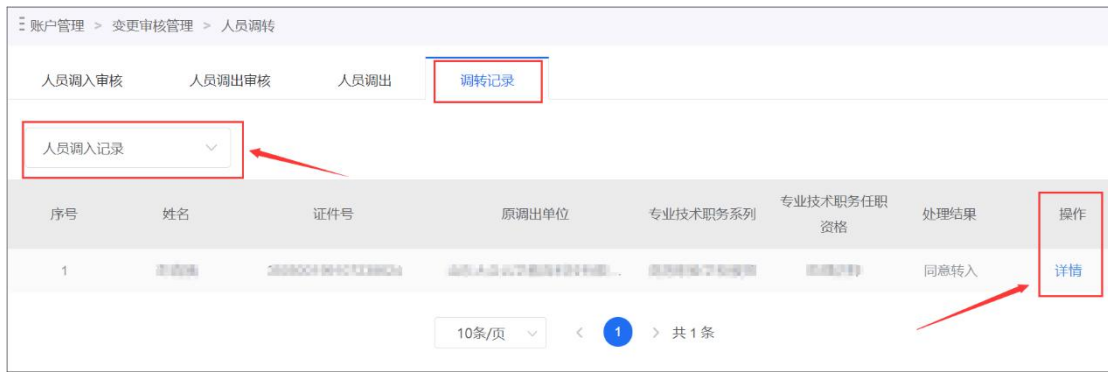 账户管理 > 变更审核管理 > 人员调转
人员调入审核 人员调出审核 人员调出 调转记录
人员调入记录
序号 姓名 证件号 原调出单位 专业技术职务系列 专业技术职务任职资格 处理结果 操作
1 同意转入 详情
10条/页 < 1 > 共 1 条